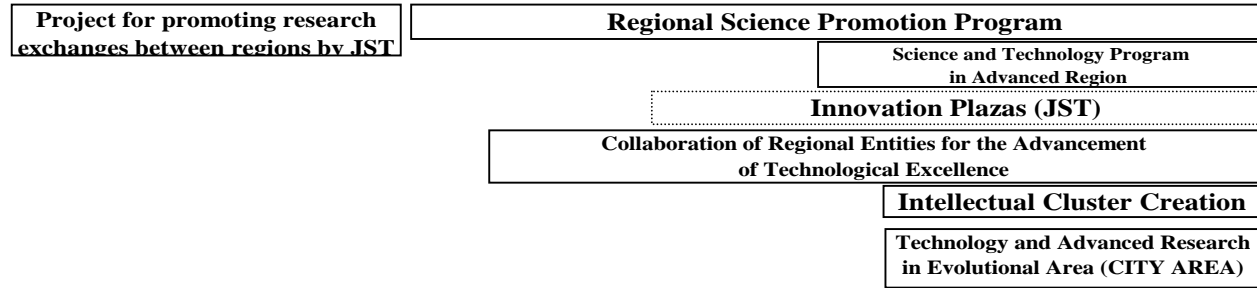 Project for promoting research
exchanges between regions by JST
Regional Science Promotion Program
Science and Technology Program
in Advanced Region
Innovation Plazas (JST)
Collaboration of Regional Entities for the Advancement
of Technological Excellence
Intellectual Cluster Creation
Technology and Advanced Research
in Evolutional Area (CITY AREA)